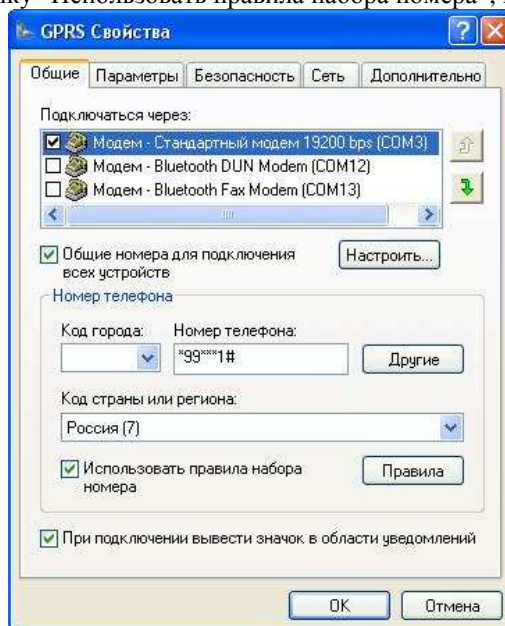 "Использовать правила набора номера",
GPRS Свойства
Общие Параметры Безопасность Сеть Дополнительно
Подключаться через:
Модем - Стандартный модем 19200 bps (COM3)
Модем - Bluetooth DUN Modem (COM12)
Модем - Bluetooth Fax Modem (COM13)
Общие номера для подключения
всех устройств
Настроить...
Номер телефона
Код города: Номер телефона:
*99***1# Другие
Код страны или региона:
Россия (7)
Использовать правила набора
номера
Правила
При подключении вывести значок в области уведомлений
OK Отмена